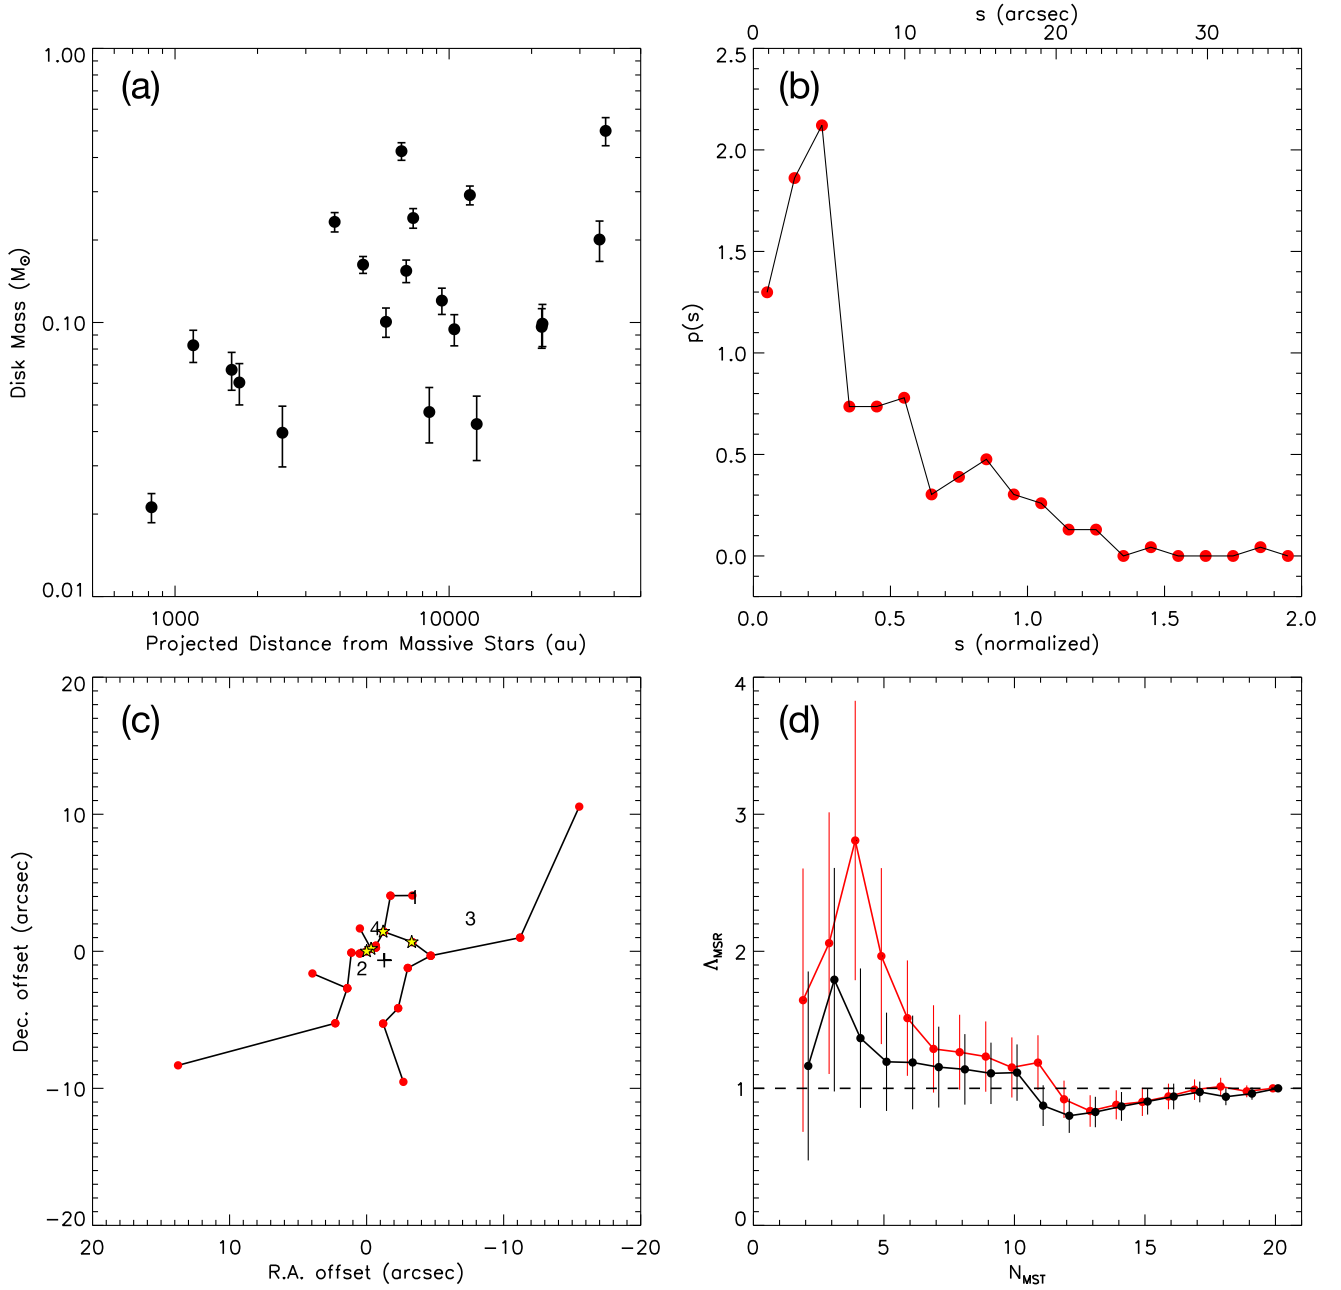 (a)
1.00
0.10
0.01
Disk Mass (M⊙)
1000 10000
Projected Distance from Massive Stars (au)
s (arcsec)
0 10 20 30
(b)
2.5
2.0
1.5
1.0
0.5
0.0
p(s)
0.0 0.5 1.0 1.5 2.0
s (normalized)
(c)
20
10
0
−10
−20
Dec. offset (arcsec)
1
3
4
2
20 10 0 −10 −20
R.A. offset (arcsec)
(d)
4
3
2
1
0
ΛMSR
0 5 10 15 20
NMST